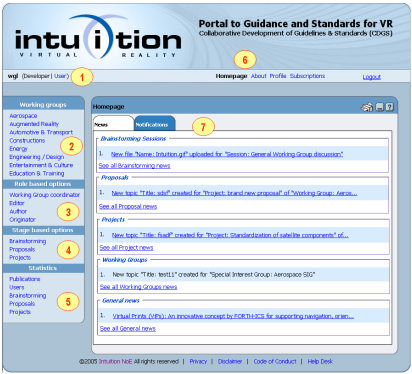 intuition
VIRTUAL REALITY
Portal to Guidance and Standards for VR
Collaborative Development of Guidelines & Standards (CDGS)
6
wgl (Developer| User)
1
Homepage About Profile Subscriptions
Logout
Working groups
Aerospace
Augmented Reality
Automotive & Transport
Constructions
Energy
Engineering / Design
Entertainment & Culture
Education & Training
2
Role based options
Working Group coordinator
Editor
Author
Originator
3
Stage based options
Brainstorming
Proposals
Projects
4
Statistics
Publications
Users
Brainstorming
Proposals
Projects
5
Homepage
News
Notifications
7
Brainstorming Sessions
1. New file "Name: Intuition.gif" uploaded for "Session: General Working Group discussion"
See all Brainstorming news
Proposals
1. New topic "Title: xdsf" created for "Project: brand new proposal" of "Working Group: Aeros...
See all Proposal news
Projects
1. New topic "Title: fsadf" created for "Project: Standardization of satellite components" of...
See all Project news
Working Groups
1. New topic "Title: test11" created for "Special Interest Group: Aerospace SIG"
See all Working Groups news
General news
1. Virtual Prints (ViPs): An innovative concept by FORTH-ICS for supporting navigation, orien...
See all General news
©2005 Intuition NoE All rights reserved | Privacy | Disclaimer | Code of Conduct | Help Desk